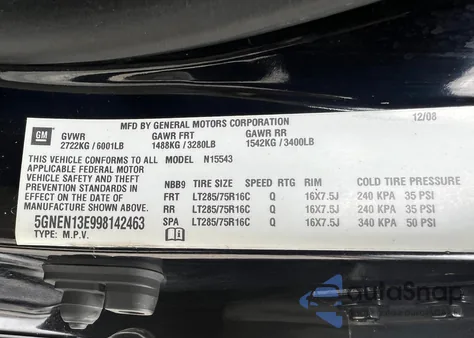 MFD BY GENERAL MOTORS CORPORATION 12/08
GM GVWR GAWR FRT GAWR RR
2722KG / 6001LB 1488KG / 3280LB 1542KG / 3400LB
THIS VEHICLE CONFORMS TO ALL MODEL N15543
APPLICABLE FEDERAL MOTOR
VEHICLE SAFETY AND THEFT NBB9 TIRE SIZE SPEED RTG RIM COLD TIRE PRESSURE
PREVENTION STANDARDS IN FRT LT285/75R16C Q 16X7.5J 240 KPA 35 PSI
EFFECT ON THE DATE OF RR LT285/75R16C Q 16X7.5J 240 KPA 35 PSI
MANUFACTURE SHOWN ABOVE. SPA LT285/75R16C Q 16X7.5J 340 KPA 50 PSI
5GNEN13E998142463
TYPE: M.P.V.
autoSnap